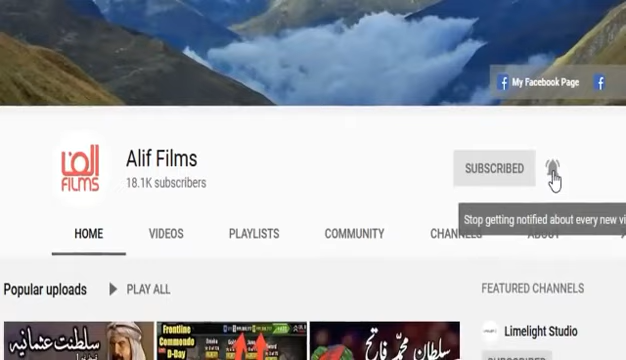 My Facebook Page
الف
FILMS
Alif Films
18.1K subscribers
SUBSCRIBED
Stop getting notified about every new vi
HOME
VIDEOS
PLAYLISTS
COMMUNITY
CHANN
ABOUT
Popular uploads
PLAY ALL
FEATURED CHANNELS
سلطنت عثمانیہ
Frontline
Commando
D-Day
سلطان محمد فاتح
Limelight Studio
SUBSCRIBED